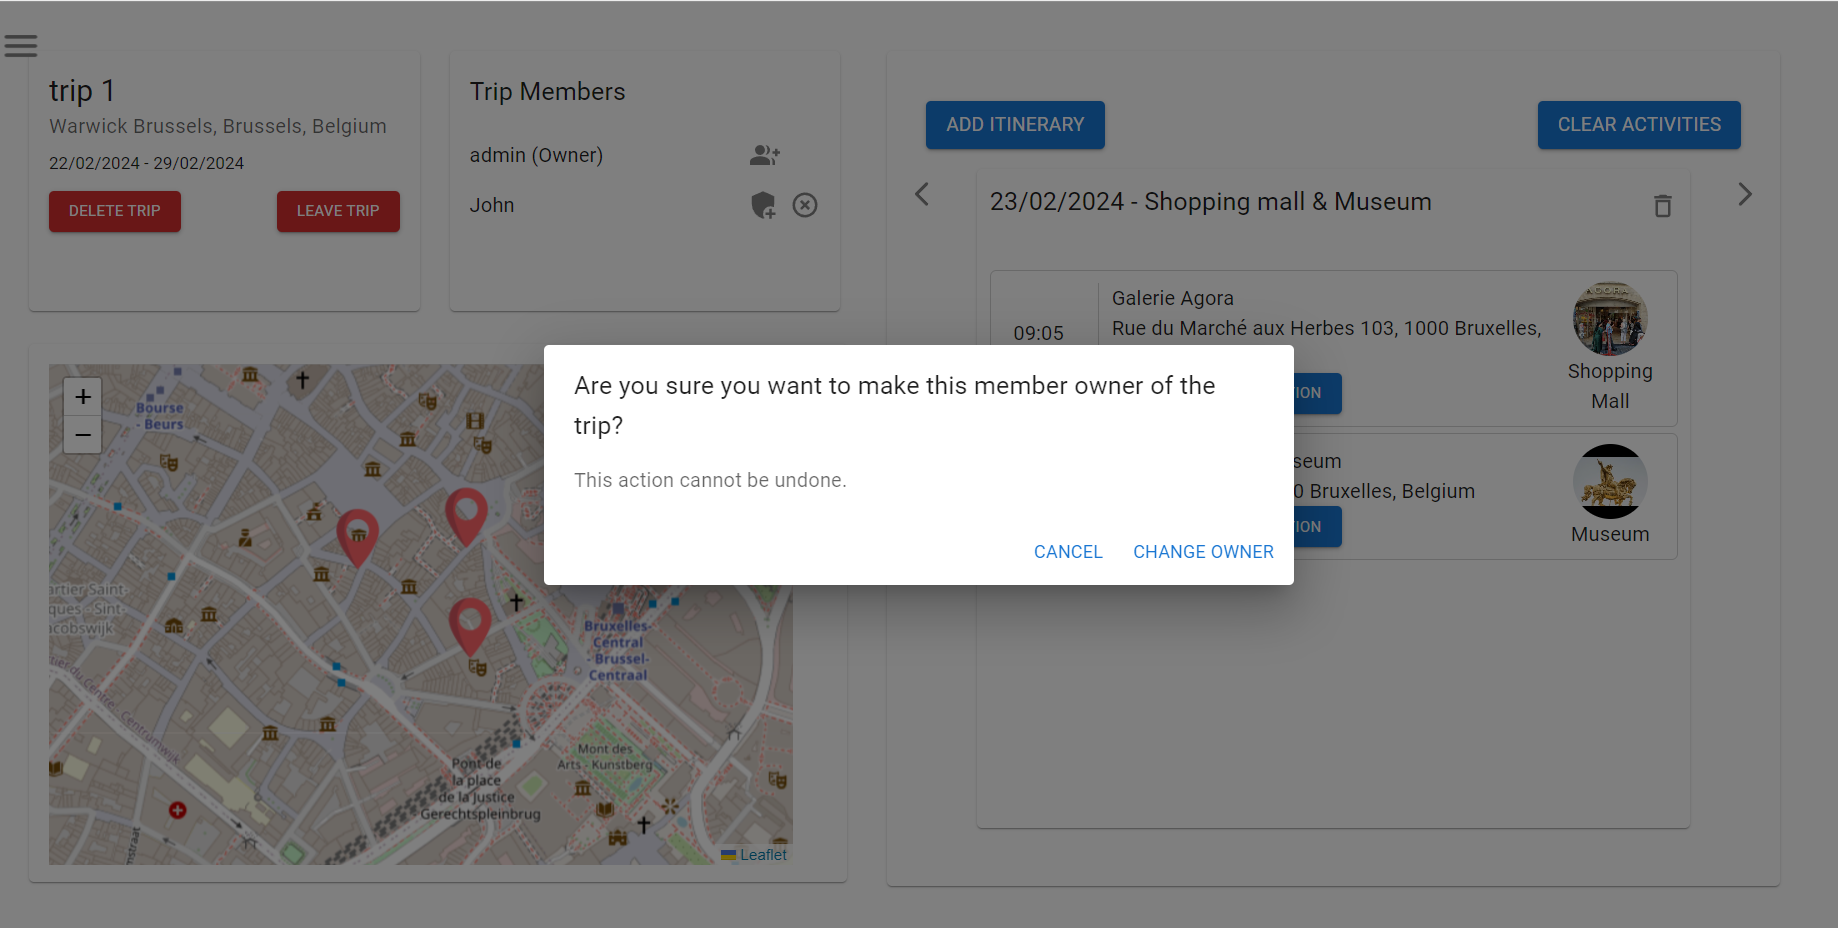 trip 1
Warwick Brussels, Brussels, Belgium
22/02/2024 - 29/02/2024
DELETE TRIP
LEAVE TRIP
Trip Members
admin (Owner)
John
ADD ITINERARY
CLEAR ACTIVITIES
23/02/2024 - Shopping mall & Museum
09:05
Galerie Agora
Rue du Marché aux Herbes 103, 1000 Bruxelles,
ION
AGORA
Shopping
Mall
seum
0 Bruxelles, Belgium
ION
Museum
Are you sure you want to make this member owner of the
trip?
This action cannot be undone.
CANCEL
CHANGE OWNER
+
−
Bourse
- Beurs
artier Saint-
ques - Sint-
acobswijk
Bruxelles-
Central
- Brussel-
Centraal
Centrumwijk
Mont des
Arts - Kunstberg
Pont de
la place
de la Justice
Gerechtspleinbrug
Leaflet